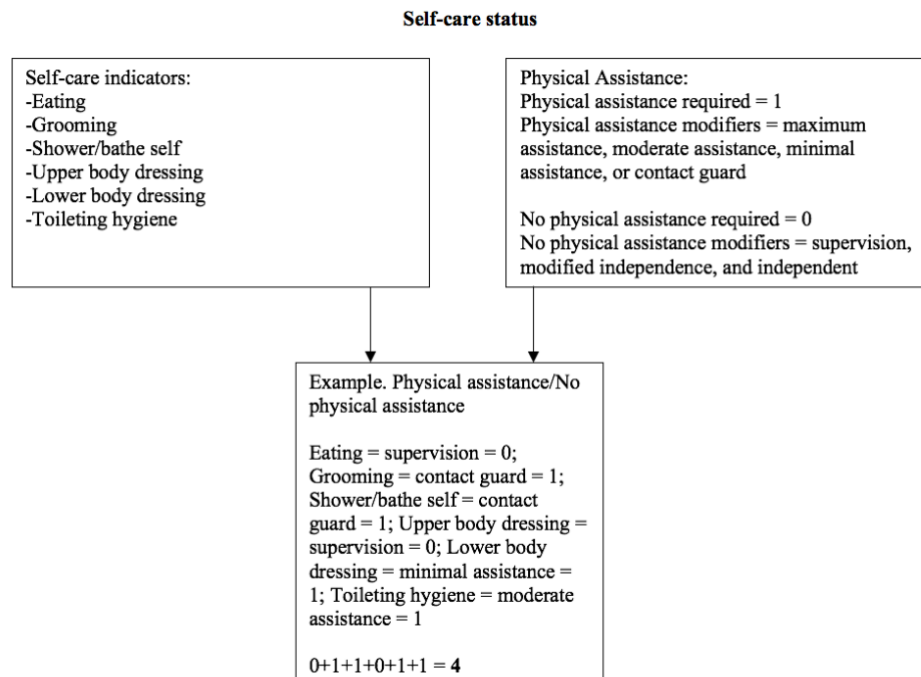 Self-care status
Self-care indicators:
-Eating
-Grooming
-Shower/bathe self
-Upper body dressing
-Lower body dressing
-Toileting hygiene
Physical Assistance:
Physical assistance required = 1
Physical assistance modifiers = maximum
assistance, moderate assistance, minimal
assistance, or contact guard
No physical assistance required = 0
No physical assistance modifiers = supervision,
modified independence, and independent
Example. Physical assistance/No
physical assistance
Eating = supervision = 0;
Grooming = contact guard = 1;
Shower/bathe self = contact
guard = 1; Upper body dressing =
supervision = 0; Lower body
dressing = minimal assistance =
1; Toileting hygiene = moderate
assistance = 1
0+1+1+0+1+1 = 4